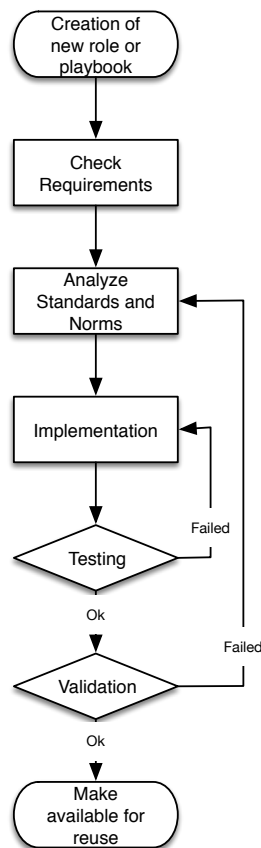 Creation of
new role or
playbook
Check
Requirements
Analyze
Standards and
Norms
Implementation
Failed
Testing
Ok
Failed
Validation
Ok
Make
available for
reuse